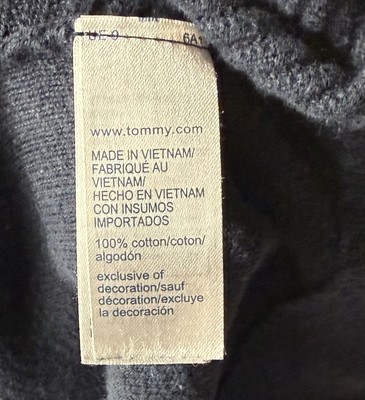 6A1
www.tommy.com
MADE IN VIETNAM/
FABRIQUÉ AU
VIETNAM/
HECHO EN VIETNAM
CON INSUMOS
IMPORTADOS
100% cotton/coton/
algodón
exclusive of
decoration/sauf
décoration/excluye
la decoración